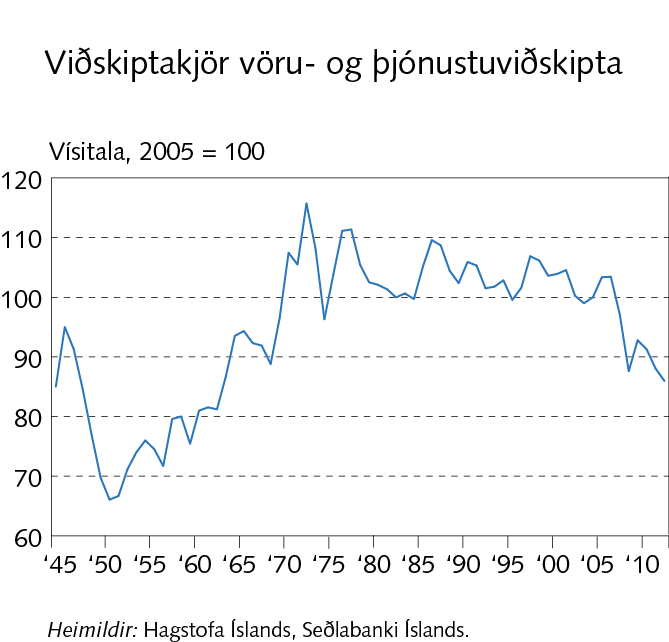 Viðskiptakjör vöru- og þjónustuviðskipta
Vísitala, 2005 = 100
120
110
100
90
80
70
60
‘45 ‘50 ‘55 ‘60 ‘65 ‘70 ‘75 ‘80 ‘85 ‘90 ‘95 ‘00 ‘05 ‘10
Heimildir: Hagstofa Íslands, Seðlabanki Íslands.